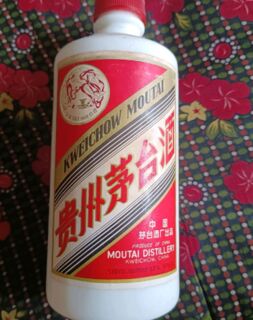 KWEICHOW MOUTAI
贵州茅台酒
中国
茅台酒厂出品
PRODUCE OF CHINA
MOUTAI DISTILLERY
KWEICHOW, CHINA